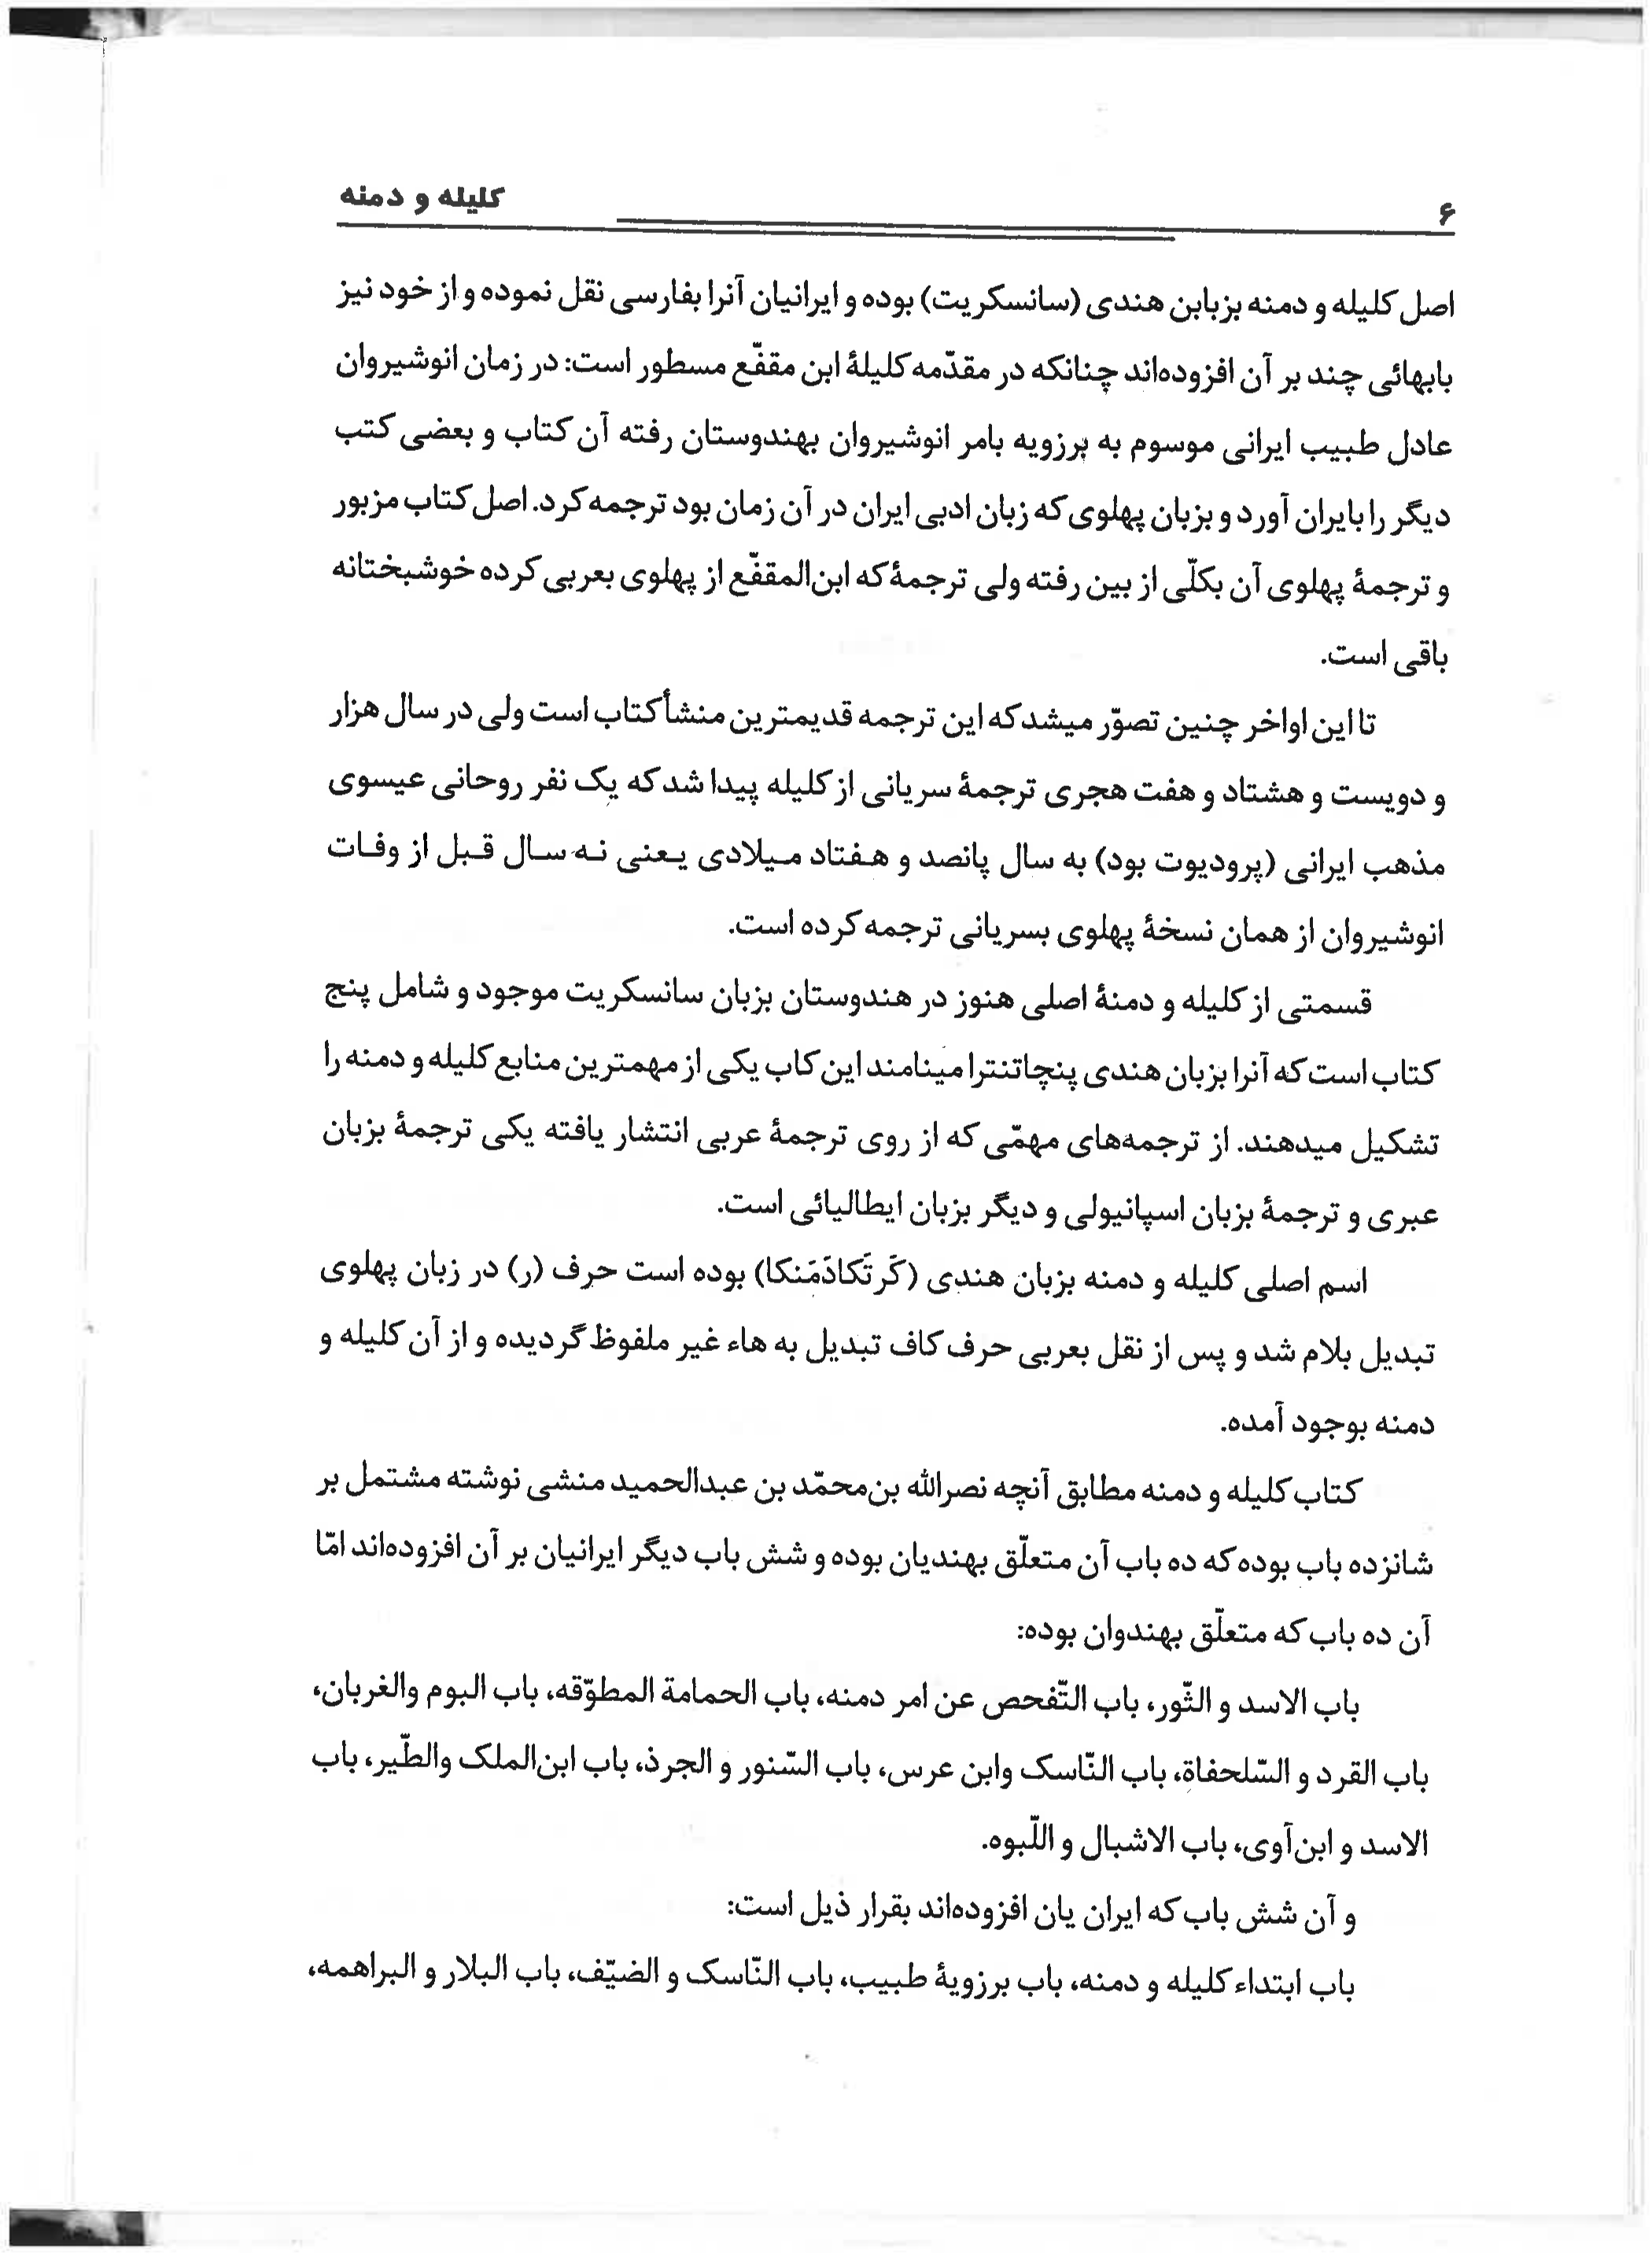 ۶
کلیله و دمنه
اصل کلیله و دمنه بزبابن هندی (سانسکریت) بوده و ایرانیان آنرا بفارسی نقل نموده و از خود نیز
بابهائی چند بر آن افزوده‌اند چنانکه در مقدّمه کلیلهٔ ابن مقفّع مسطور است: در زمان انوشیروان
عادل طبیب ایرانی موسوم به برزویه بامر انوشیروان بهندوستان رفته آن کتاب و بعضی کتب
دیگر را بایران آورد و بزبان پهلوی که زبان ادبی ایران در آن زمان بود ترجمه کرد. اصل کتاب مزبور
و ترجمهٔ پهلوی آن بکلّی از بین رفته ولی ترجمهٔ که ابن‌المقفّع از پهلوی بعربی کرده خوشبختانه
باقی است.
تا این اواخر چنین تصوّر میشد که این ترجمه قدیمترین منشأ کتاب است ولی در سال هزار
و دویست و هشتاد و هفت هجری ترجمهٔ سریانی از کلیله پیدا شد که یک نفر روحانی عیسوی
مذهب ایرانی (پرودیوت بود) به سال پانصد و هفتاد میلادی یعنی نه سال قبل از وفات
انوشیروان از همان نسخهٔ پهلوی بسریانی ترجمه کرده است.
قسمتی از کلیله و دمنهٔ اصلی هنوز در هندوستان بزبان سانسکریت موجود و شامل پنج
کتاب است که آنرا بزبان هندی پنچاتنترا مینامند این کاب یکی از مهمترین منابع کلیله و دمنه را
تشکیل میدهند. از ترجمه‌های مهمّی که از روی ترجمهٔ عربی انتشار یافته یکی ترجمهٔ بزبان
عبری و ترجمهٔ بزبان اسپانیولی و دیگر بزبان ایطالیائی است.
اسم اصلی کلیله و دمنه بزبان هندی (کَرتَکادَمَنکا) بوده است حرف (ر) در زبان پهلوی
تبدیل بلام شد و پس از نقل بعربی حرف کاف تبدیل به هاء غیر ملفوظ گردیده و از آن کلیله و
دمنه بوجود آمده.
کتاب کلیله و دمنه مطابق آنچه نصرالله بن‌محمّد بن عبدالحمید منشی نوشته مشتمل بر
شانزده باب بوده که ده باب آن متعلّق بهندیان بوده و شش باب دیگر ایرانیان بر آن افزوده‌اند امّا
آن ده باب که متعلّق بهندوان بوده:
باب الاسد و الثّور، باب التّفحص عن امر دمنه، باب الحمامة المطوّقه، باب البوم والغربان،
باب القرد و السّلحفاة، باب النّاسک وابن عرس، باب السّنور و الجرذ، باب ابن‌الملک والطّیر، باب
الاسد و ابن‌آوی، باب الاشبال و اللّبوه.
و آن شش باب که ایران یان افزوده‌اند بقرار ذیل است:
باب ابتداء کلیله و دمنه، باب برزویهٔ طبیب، باب النّاسک و الضیّف، باب البلار و البراهمه،